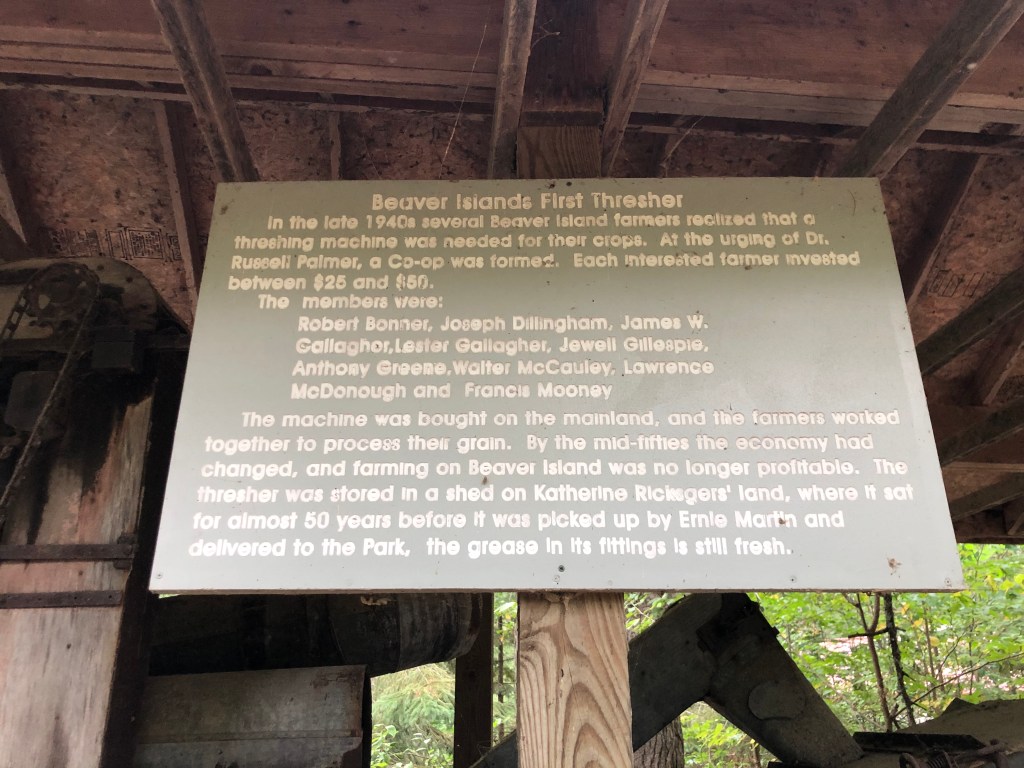 Beaver Islands First Thresher
In the late 1940s several Beaver Island farmers realized that a
threshing machine was needed for their crops. At the urging of Dr.
Russell Palmer, a Co-op was formed. Each interested farmer invested
between $25 and $50.
The members were:
Robert Bonner, Joseph Dillingham, James W.
Gallagher,Lester Gallagher, Jewell Gillespie,
Anthony Greene,Walter McCauley, Lawrence
McDonough and Francis Mooney
The machine was bought on the mainland, and the farmers worked
together to process their grain. By the mid-fifties the economy had
changed, and farming on Beaver Island was no longer profitable. The
thresher was stored in a shed on Katherine Ricksgers' land, where it sat
for almost 50 years before it was picked up by Ernie Martin and
delivered to the Park, the grease in its fittings is still fresh.